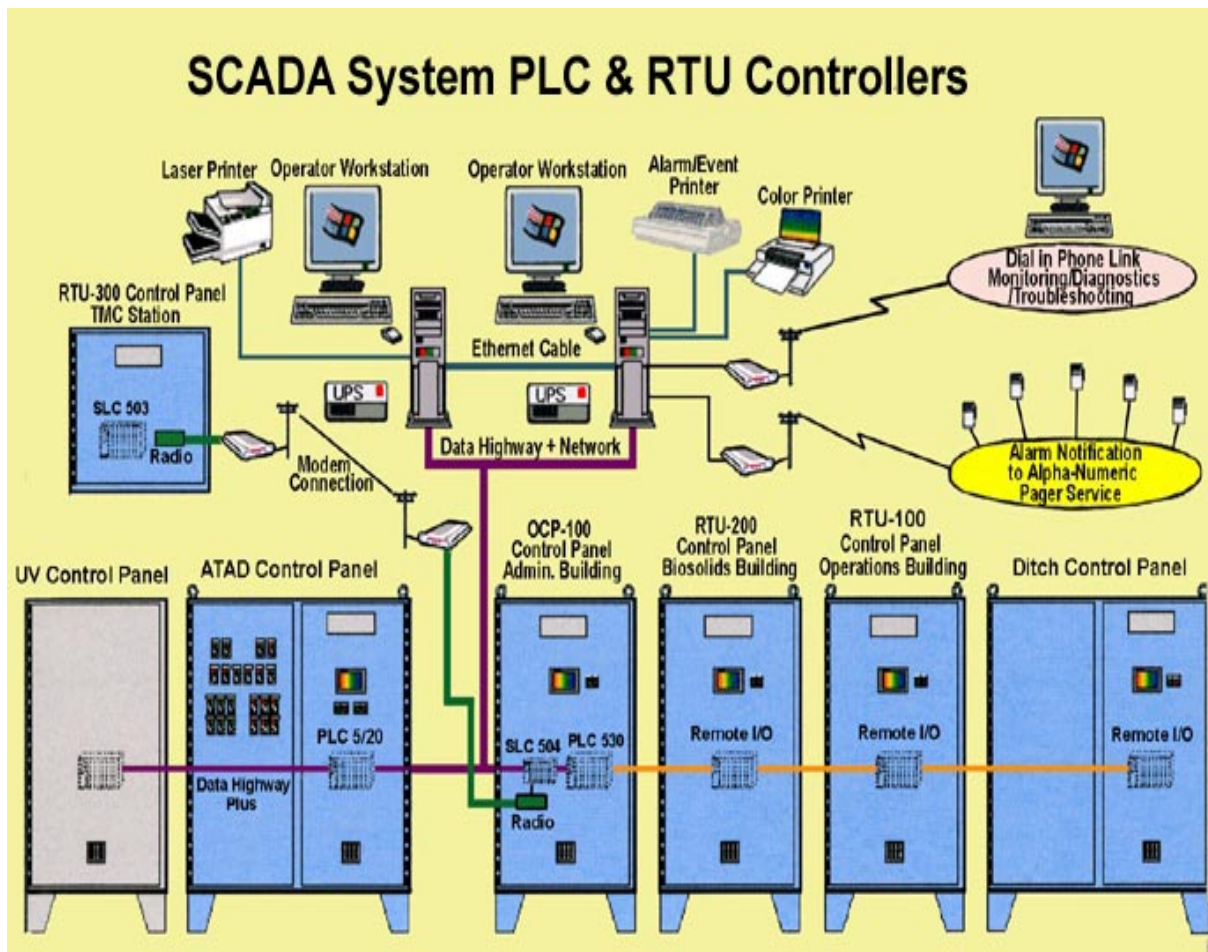 SCADA System PLC & RTU Controllers
Laser Printer
Operator Workstation
Operator Workstation
Alarm/Event
Printer
Color Printer
Dial in Phone Link
Monitoring/Diagnostics
/Troubleshooting
RTU-300 Control Panel
TMC Station
SLC 503
Radio
UPS
Ethernet Cable
UPS
Modem
Connection
Data Highway + Network
Alarm Notification
to Alpha-Numeric
Pager Service
UV Control Panel
ATAD Control Panel
OCP-100
Control Panel
Admin. Building
RTU-200
Control Panel
Biosolids Building
RTU-100
Control Panel
Operations Building
Ditch Control Panel
PLC 5/20
Data Highway
Plus
SLC 504
PLC 530
Radio
Remote I/O
Remote I/O
Remote I/O